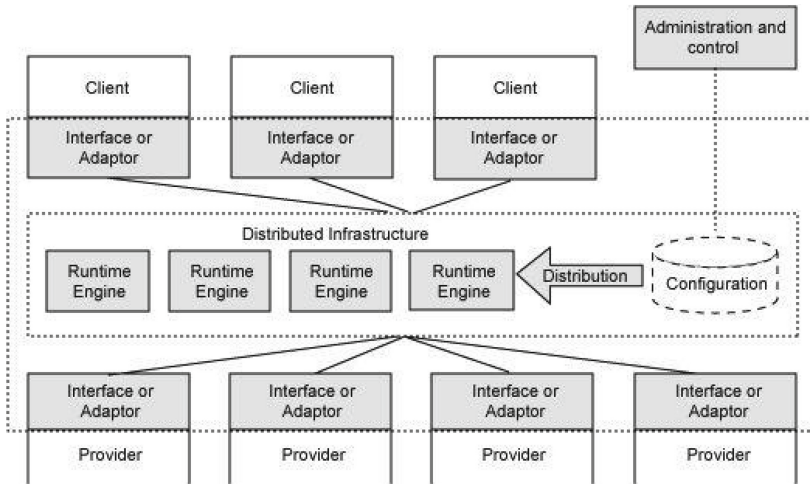 Administration and
control
Client
Client
Client
Interface or
Adaptor
Interface or
Adaptor
Interface or
Adaptor
Distributed Infrastructure
Runtime
Engine
Runtime
Engine
Runtime
Engine
Runtime
Engine
Distribution
Configuration
Interface or
Adaptor
Interface or
Adaptor
Interface or
Adaptor
Interface or
Adaptor
Provider
Provider
Provider
Provider